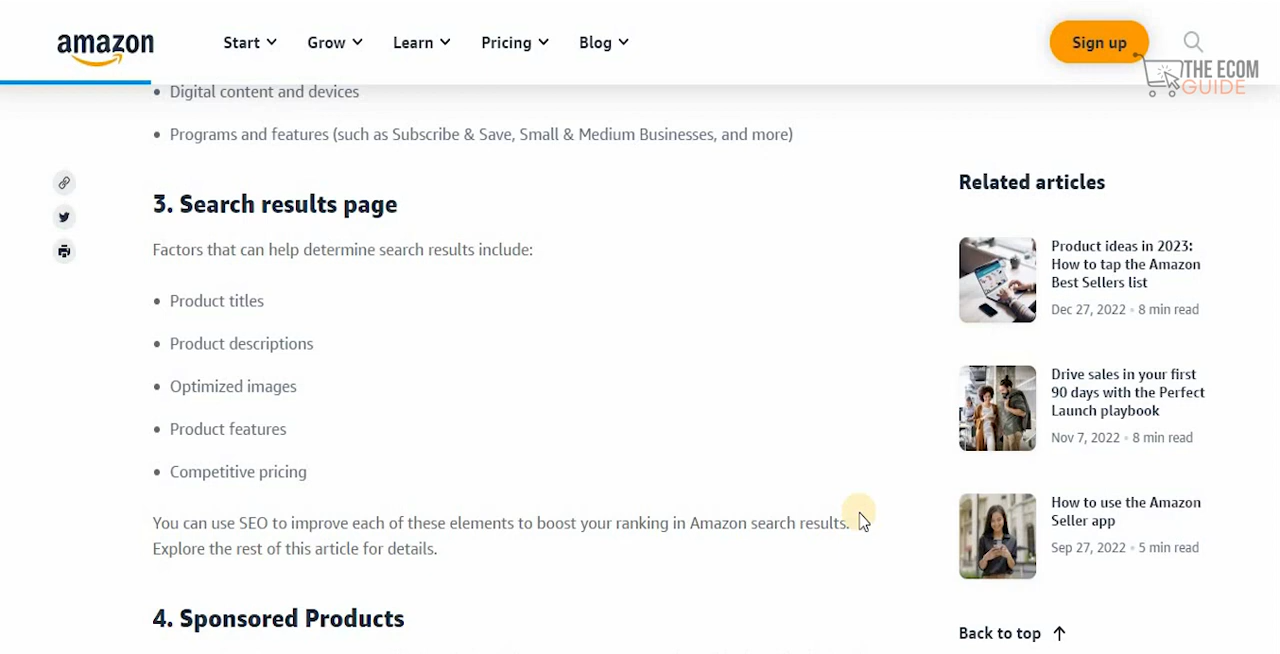 amazon
Start
Grow
Learn
Pricing
Blog
Sign up
THE ECOM
GUIDE
• Digital content and devices
• Programs and features (such as Subscribe & Save, Small & Medium Businesses, and more)
3. Search results page
Factors that can help determine search results include:
• Product titles
• Product descriptions
• Optimized images
• Product features
• Competitive pricing
You can use SEO to improve each of these elements to boost your ranking in Amazon search results.
Explore the rest of this article for details.
4. Sponsored Products
Related articles
Product ideas in 2023:
How to tap the Amazon
Best Sellers list
Dec 27, 2022 • 8 min read
Drive sales in your first
90 days with the Perfect
Launch playbook
Nov 7, 2022 • 8 min read
How to use the Amazon
Seller app
Sep 27, 2022 • 5 min read
Back to top